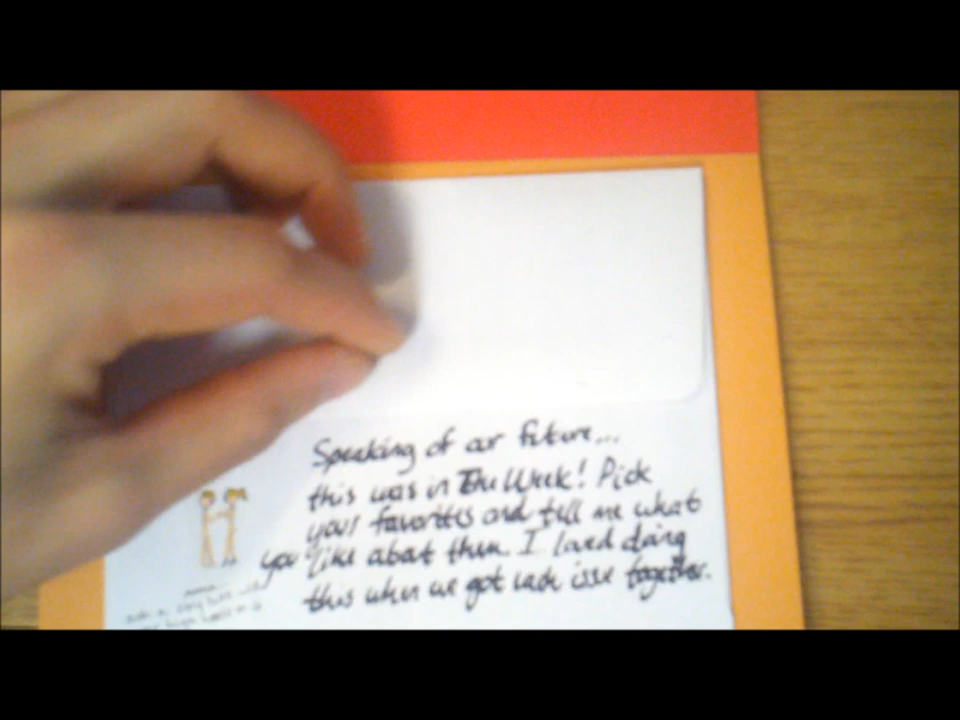 Speaking of our future...
this was in The Week! Pick
your favorites and tell me what
you like about them. I loved doing
this when we got each issue together.